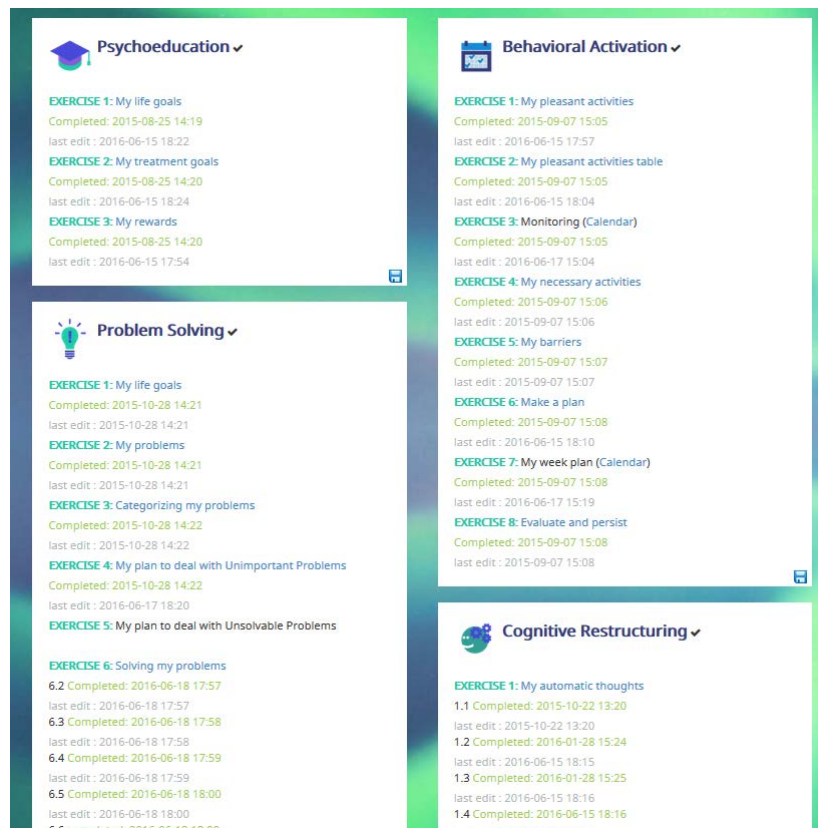 Psychoeducation
EXERCISE 1: My life goals
Completed: 2015-08-25 14:19
last edit : 2016-06-15 18:22
EXERCISE 2: My treatment goals
Completed: 2015-08-25 14:20
last edit : 2016-06-15 18:24
EXERCISE 3: My rewards
Completed: 2015-08-25 14:20
last edit : 2016-06-15 17:54
Problem Solving
EXERCISE 1: My life goals
Completed: 2015-10-28 14:21
last edit : 2015-10-28 14:21
EXERCISE 2: My problems
Completed: 2015-10-28 14:21
last edit : 2015-10-28 14:21
EXERCISE 3: Categorizing my problems
Completed: 2015-10-28 14:22
last edit : 2015-10-28 14:22
EXERCISE 4: My plan to deal with Unimportant Problems
Completed: 2015-10-28 14:22
last edit : 2016-06-17 18:20
EXERCISE 5: My plan to deal with Unsolvable Problems
EXERCISE 6: Solving my problems
6.2 Completed: 2016-06-18 17:57
last edit : 2016-06-18 17:57
6.3 Completed: 2016-06-18 17:58
last edit : 2016-06-18 17:58
6.4 Completed: 2016-06-18 17:59
last edit : 2016-06-18 17:59
6.5 Completed: 2016-06-18 18:00
last edit : 2016-06-18 18:00
Behavioral Activation
EXERCISE 1: My pleasant activities
Completed: 2015-09-07 15:05
last edit : 2016-06-15 17:57
EXERCISE 2: My pleasant activities table
Completed: 2015-09-07 15:05
last edit : 2016-06-15 18:04
EXERCISE 3: Monitoring (Calendar)
Completed: 2015-09-07 15:05
last edit : 2016-06-17 15:04
EXERCISE 4: My necessary activities
Completed: 2015-09-07 15:06
last edit : 2015-09-07 15:06
EXERCISE 5: My barriers
Completed: 2015-09-07 15:07
last edit : 2015-09-07 15:07
EXERCISE 6: Make a plan
Completed: 2015-09-07 15:08
last edit : 2016-06-15 18:10
EXERCISE 7: My week plan (Calendar)
Completed: 2015-09-07 15:08
last edit : 2016-06-17 15:19
EXERCISE 8: Evaluate and persist
Completed: 2015-09-07 15:08
last edit : 2015-09-07 15:08
Cognitive Restructuring
EXERCISE 1: My automatic thoughts
1.1 Completed: 2015-10-22 13:20
last edit : 2015-10-22 13:20
1.2 Completed: 2016-01-28 15:24
last edit : 2016-06-15 18:15
1.3 Completed: 2016-01-28 15:25
last edit : 2016-06-15 18:16
1.4 Completed: 2016-06-15 18:16